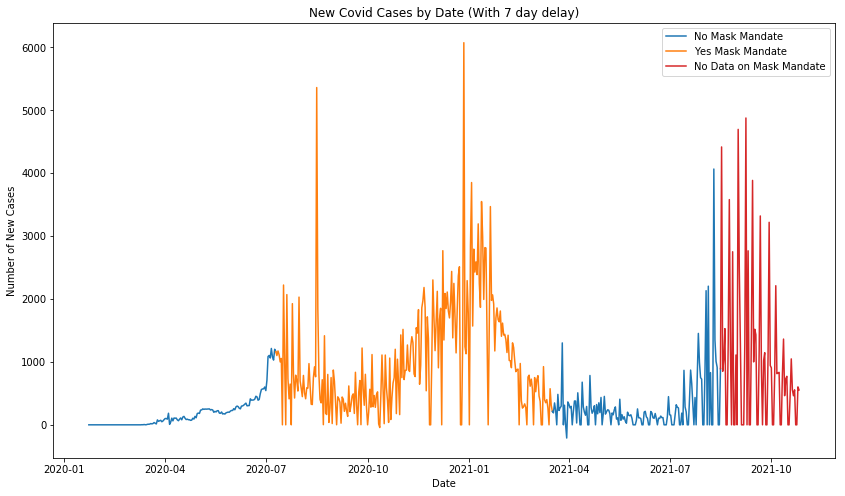 New Covid Cases by Date (With 7 day delay)
No Mask Mandate
Yes Mask Mandate
No Data on Mask Mandate
6000
5000
4000
3000
2000
1000
0
Number of New Cases
2020-01 2020-04 2020-07 2020-10 2021-01 2021-04 2021-07 2021-10
Date